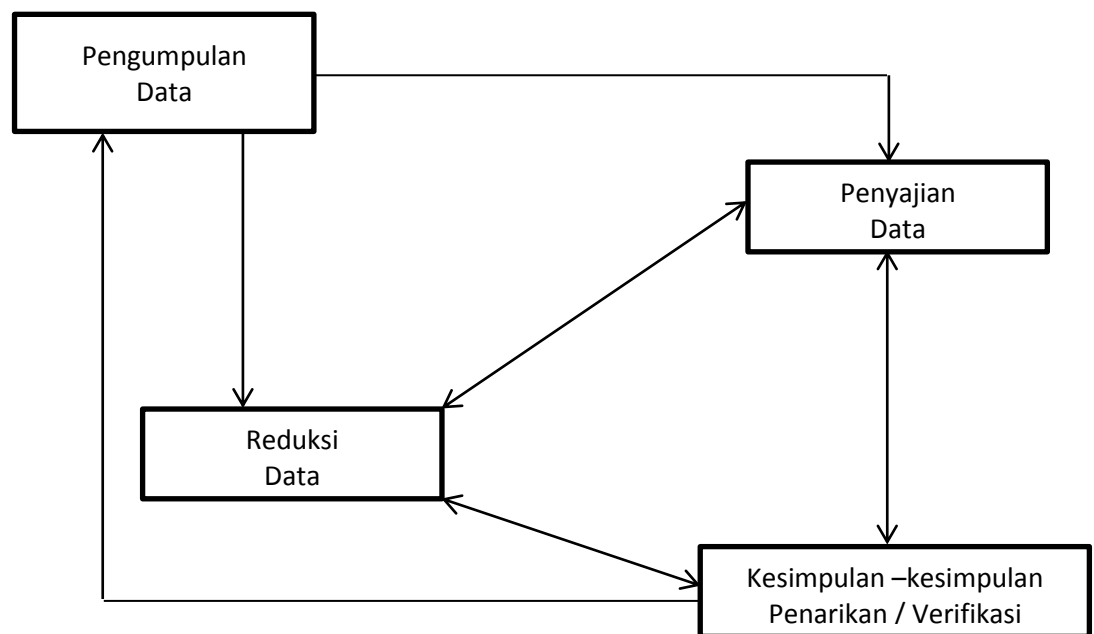 Pengumpulan
Data
Penyajian
Data
Reduksi
Data
Kesimpulan –kesimpulan
Penarikan / Verifikasi